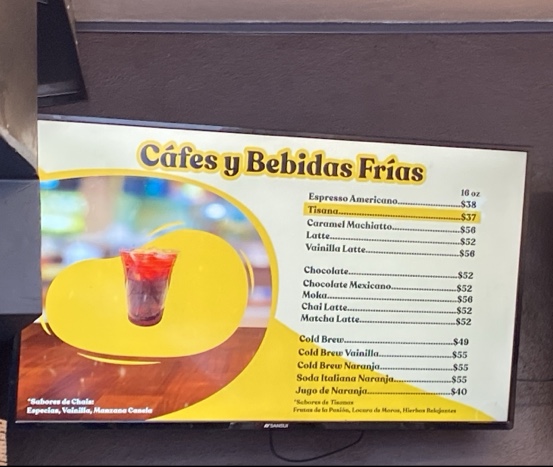 Cáfes y Bebidas Frías
16 oz
Espresso Americano...$38
Tisana...$37
Caramel Machiatto...$56
Latte...$52
Vainilla Latte...$56
Chocolate...$52
Chocolate Mexicano...$52
Moka...$56
Chai Latte...$52
Matcha Latte...$52
Cold Brew...$49
Cold Brew Vainilla...$55
Cold Brew Naranja...$55
Soda Italiana Naranja...$55
Jugo de Naranja...$40
*Sabores de Chais:
Especias, Vainilla, Manzana Canela
*Sabores de Tisanas
Frutas de la Pasión, Locura de Moras, Hierbas Relajantes
SANSUI